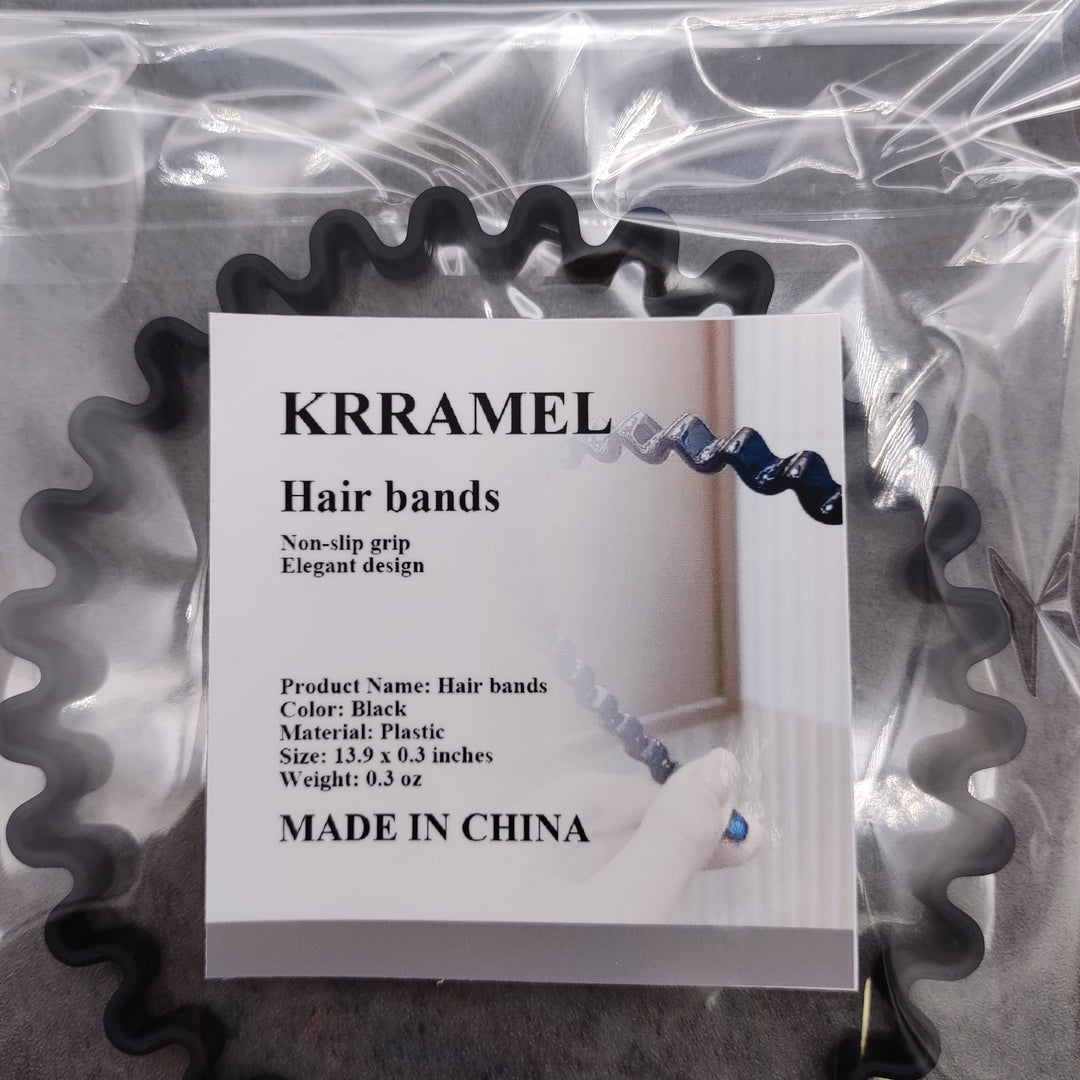 KRRAMEL
Hair bands
Non-slip grip
Elegant design
Product Name: Hair bands
Color: Black
Material: Plastic
Size: 13.9 x 0.3 inches
Weight: 0.3 oz
MADE IN CHINA